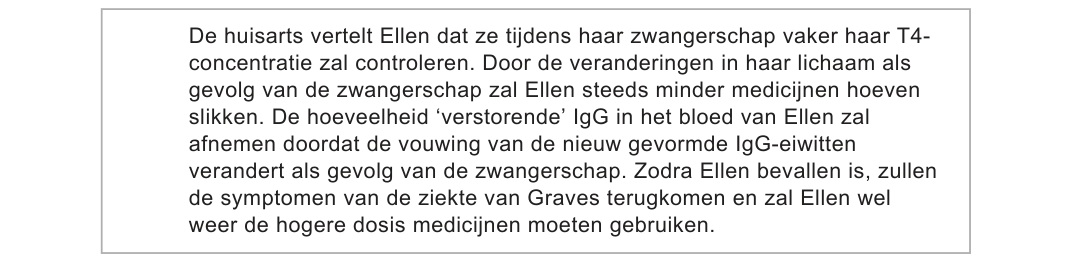 De huisarts vertelt Ellen dat ze tijdens haar zwangerschap vaker haar T4-
concentratie zal controleren. Door de veranderingen in haar lichaam als
gevolg van de zwangerschap zal Ellen steeds minder medicijnen hoeven
slikken. De hoeveelheid ‘verstorende’ IgG in het bloed van Ellen zal
afnemen doordat de vouwing van de nieuw gevormde IgG-eiwitten
verandert als gevolg van de zwangerschap. Zodra Ellen bevallen is, zullen
de symptomen van de ziekte van Graves terugkomen en zal Ellen wel
weer de hogere dosis medicijnen moeten gebruiken.